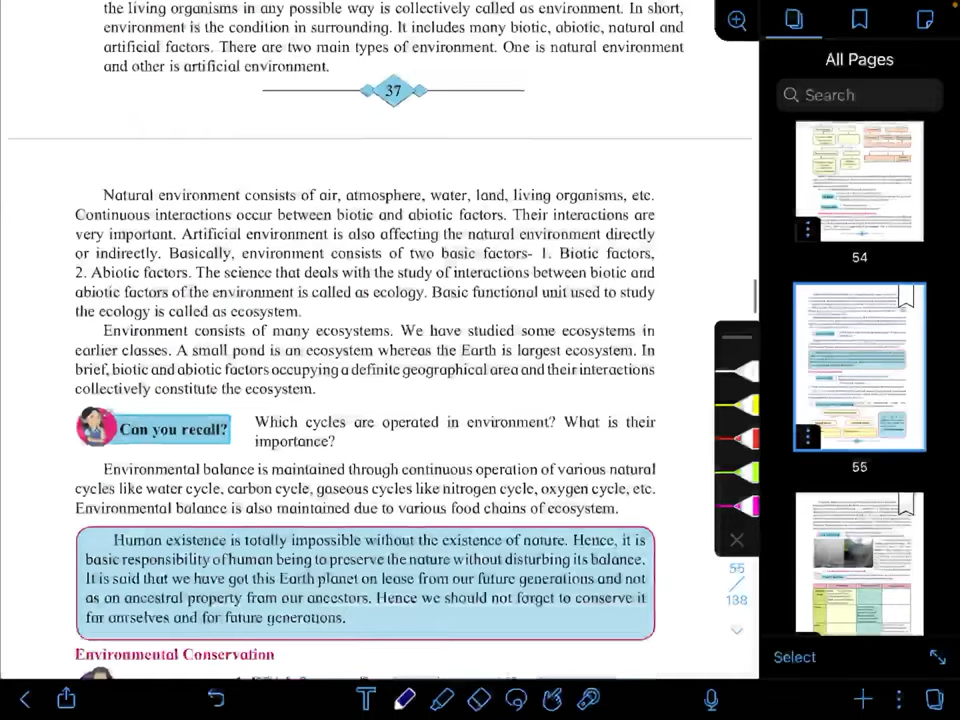 the living organisms in any possible way is collectively called as environment. In short,
environment is the condition in surrounding. It includes many biotic, abiotic, natural and
artificial factors. There are two main types of environment. One is natural environment
and other is artificial environment.
37
Natural environment consists of air, atmosphere, water, land, living organisms, etc.
Continuous interactions occur between biotic and abiotic factors. Their interactions are
very important. Artificial environment is also affecting the natural environment directly
or indirectly. Basically, environment consists of two basic factors- 1. Biotic factors,
2. Abiotic factors. The science that deals with the study of interactions between biotic and
abiotic factors of the environment is called as ecology. Basic functional unit used to study
the ecology is called as ecosystem.
Environment consists of many ecosystems. We have studied some ecosystems in
earlier classes. A small pond is an ecosystem whereas the Earth is largest ecosystem. In
brief, biotic and abiotic factors occupying a definite geographical area and their interactions
collectively constitute the ecosystem.
Can you recall?
Which cycles are operated in environment? What is their
importance?
Environmental balance is maintained through continuous operation of various natural
cycles like water cycle, carbon cycle, gaseous cycles like nitrogen cycle, oxygen cycle, etc.
Environmental balance is also maintained due to various food chains of ecosystem.
Human existence is totally impossible without the existence of nature. Hence, it is
basic responsibility of human being to preserve the nature without disturbing its balance.
It is said that we have got this Earth planet on lease from our future generations and not
as an ancestral property from our ancestors. Hence we should not forget to conserve it
for ourselves and for future generations.
Environmental Conservation
All Pages
Search
54
55
55
138
Select